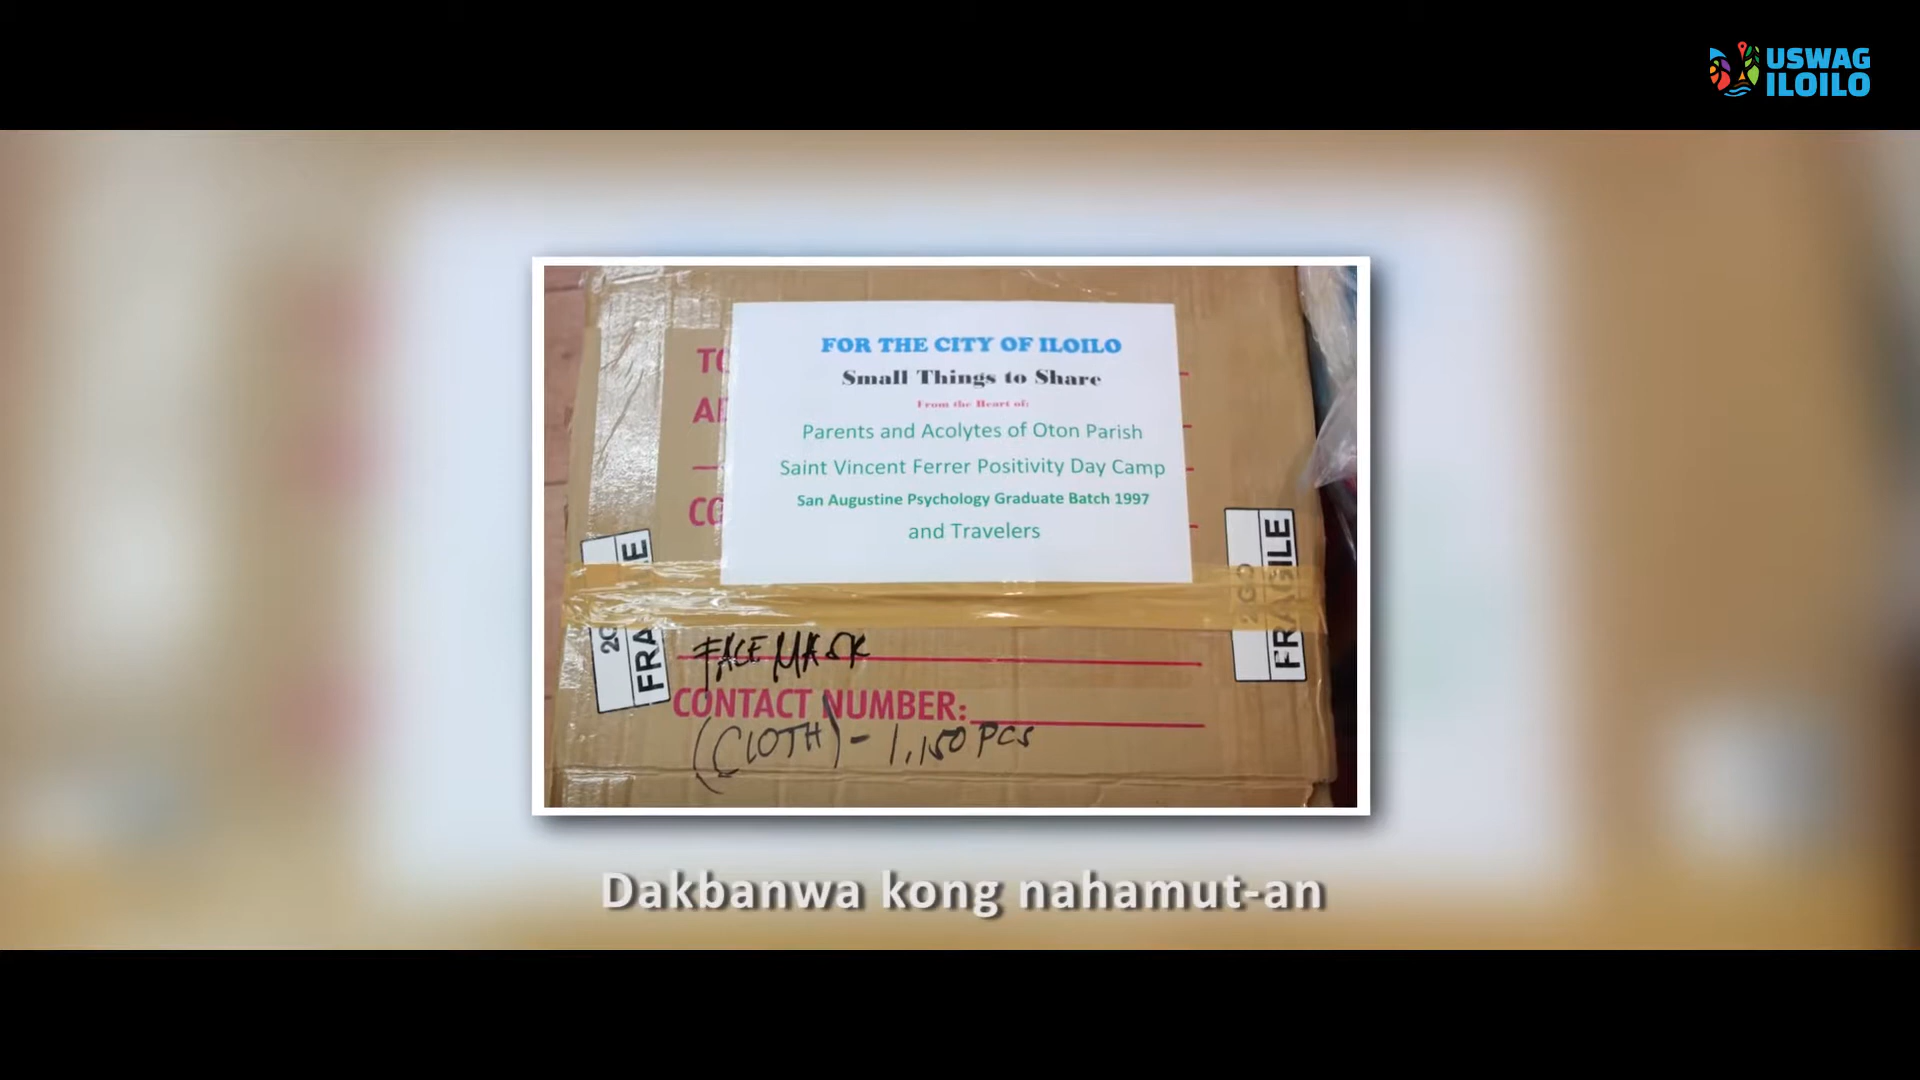 USWAG
ILOILO
FOR THE CITY OF ILOILO
Small Things to Share
From the Heart of:
Parents and Acolytes of Oton Parish
Saint Vincent Ferrer Positivity Day Camp
San Augustine Psychology Graduate Batch 1997
and Travelers
2GO
FRAGILE
FACE MASK
CONTACT NUMBER:
(CLOTH) - 1,150 PCS
Dakbanwa kong nahamut-an